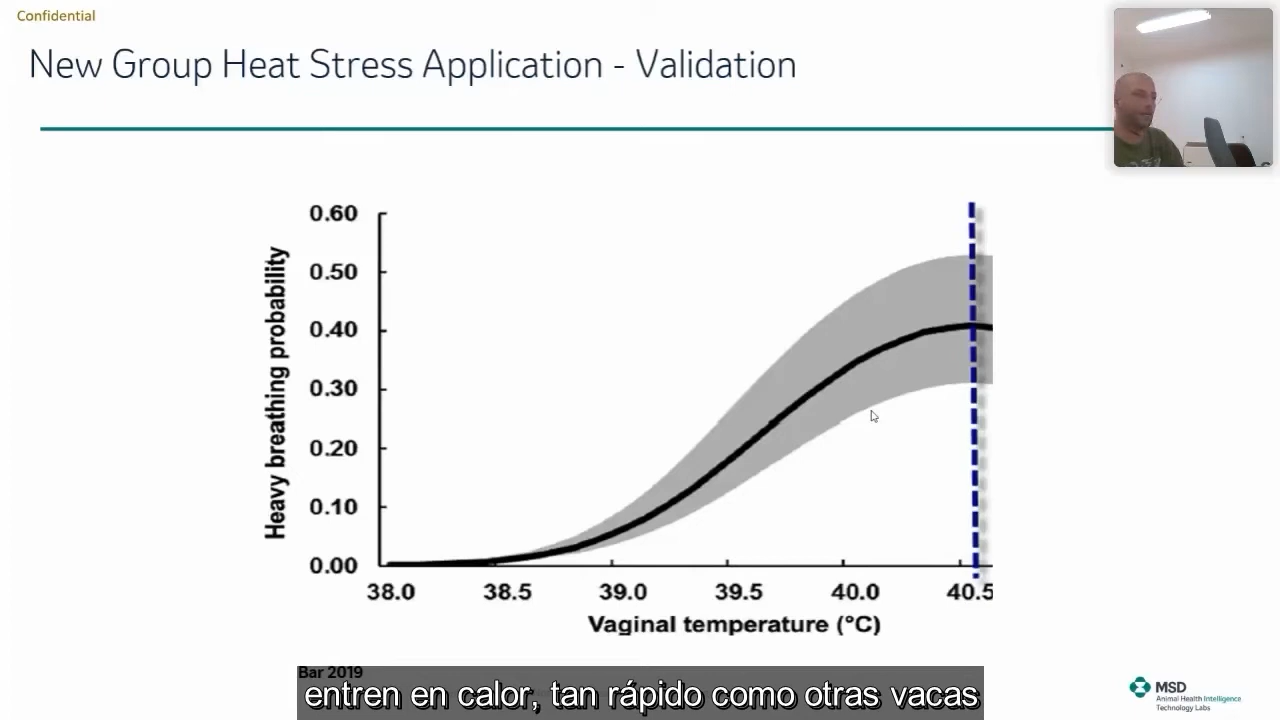 Confidential
New Group Heat Stress Application - Validation
0.60
0.50
0.40
0.30
0.20
0.10
0.00
Heavy breathing probability
38.0 38.5 39.0 39.5 40.0 40.5
Vaginal temperature (°C)
Bar 2019
entren en calor, tan rápido como otras vacas
MSD
Animal Health Intelligence
Technology Labs